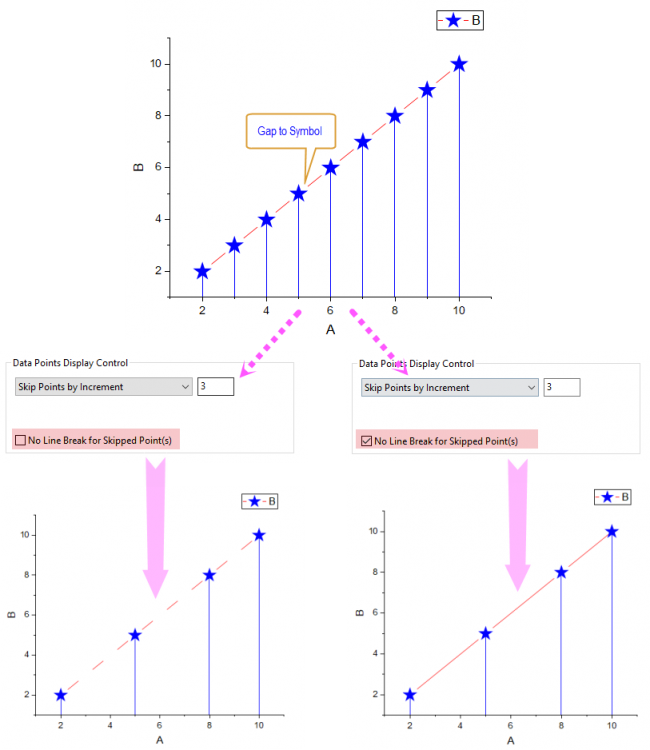 B
10
8
6
4
2
B
Gap to Symbol
2 4 6 8 10
A
Data Points Display Control
Skip Points by Increment 3
No Line Break for Skipped Point(s)
Data Points Display Control
Skip Points by Increment 3
No Line Break for Skipped Point(s)
B
10
8
6
4
2
B
2 4 6 8 10
A
B
10
8
6
4
2
B
2 4 6 8 10
A